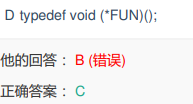 D typedef void (*FUN)();
他的回答： B (错误)
正确答案： C